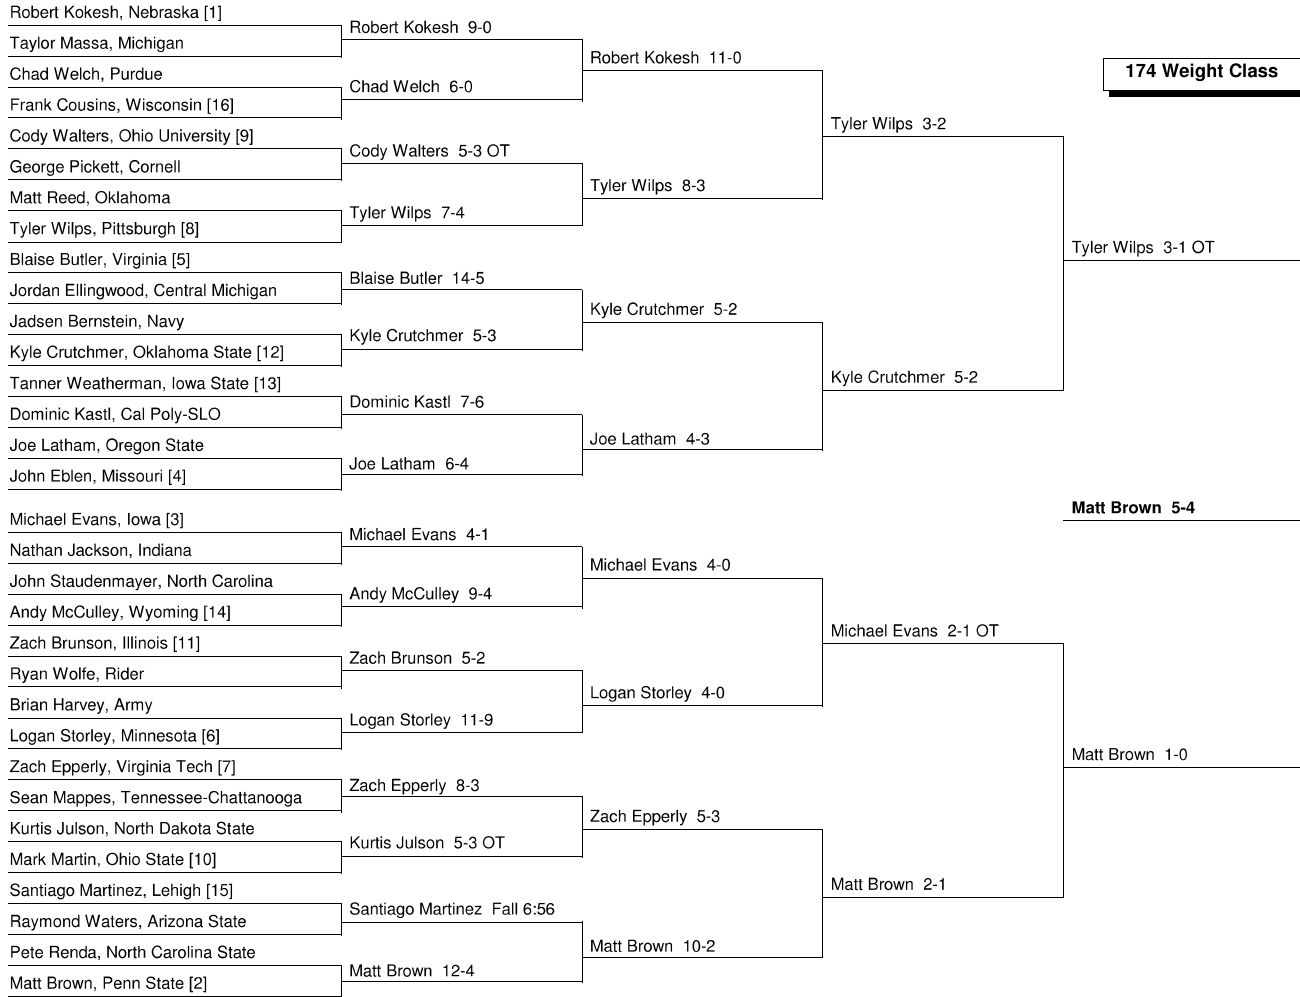 Robert Kokesh, Nebraska [1]
Taylor Massa, Michigan
Chad Welch, Purdue
Frank Cousins, Wisconsin [16]
Cody Walters, Ohio University [9]
George Pickett, Cornell
Matt Reed, Oklahoma
Tyler Wilps, Pittsburgh [8]
Blaise Butler, Virginia [5]
Jordan Ellingwood, Central Michigan
Jadsen Bernstein, Navy
Kyle Crutchmer, Oklahoma State [12]
Tanner Weatherman, Iowa State [13]
Dominic Kastl, Cal Poly-SLO
Joe Latham, Oregon State
John Eblen, Missouri [4]
Michael Evans, Iowa [3]
Nathan Jackson, Indiana
John Staudenmayer, North Carolina
Andy McCulley, Wyoming [14]
Zach Brunson, Illinois [11]
Ryan Wolfe, Rider
Brian Harvey, Army
Logan Storley, Minnesota [6]
Zach Epperly, Virginia Tech [7]
Sean Mappes, Tennessee-Chattanooga
Kurtis Julson, North Dakota State
Mark Martin, Ohio State [10]
Santiago Martinez, Lehigh [15]
Raymond Waters, Arizona State
Pete Renda, North Carolina State
Matt Brown, Penn State [2]
Robert Kokesh 9-0
Chad Welch 6-0
Cody Walters 5-3 OT
Tyler Wilps 7-4
Blaise Butler 14-5
Kyle Crutchmer 5-3
Dominic Kastl 7-6
Joe Latham 6-4
Michael Evans 4-1
Andy McCulley 9-4
Zach Brunson 5-2
Logan Storley 11-9
Zach Epperly 8-3
Kurtis Julson 5-3 OT
Santiago Martinez Fall 6:56
Matt Brown 12-4
Robert Kokesh 11-0
Tyler Wilps 8-3
Kyle Crutchmer 5-2
Joe Latham 4-3
Michael Evans 4-0
Logan Storley 4-0
Zach Epperly 5-3
Matt Brown 10-2
Tyler Wilps 3-2
Kyle Crutchmer 5-2
Michael Evans 2-1 OT
Matt Brown 2-1
174 Weight Class
Tyler Wilps 3-1 OT
Matt Brown 5-4
Matt Brown 1-0